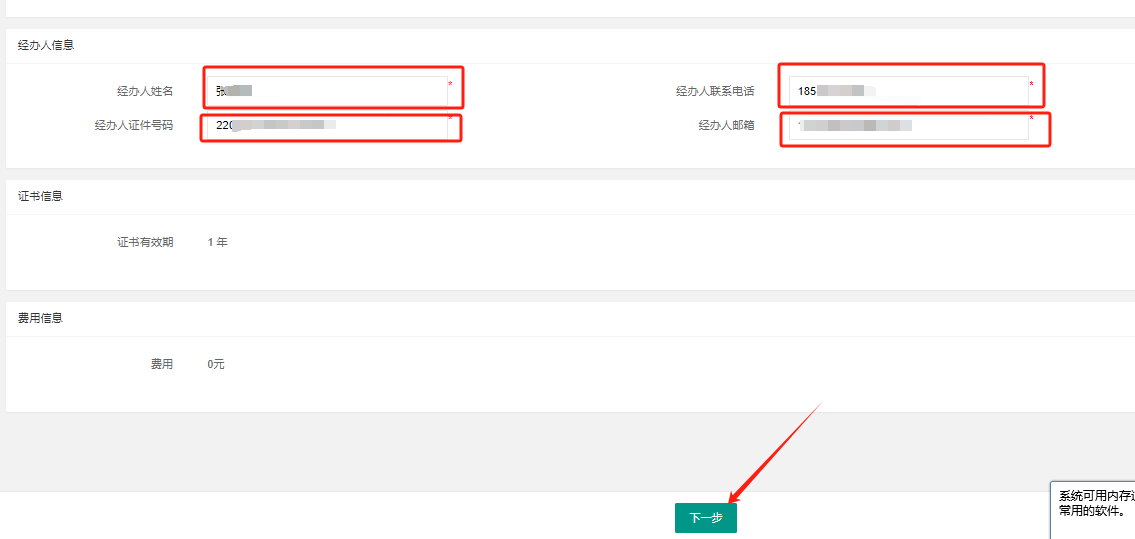 经办人信息
经办人姓名 张 * 经办人联系电话 185 *
经办人证件号码 220 * 经办人邮箱 *
证书信息
证书有效期 1 年
费用信息
费用 0元
下一步
系统可用内存
常用的软件。